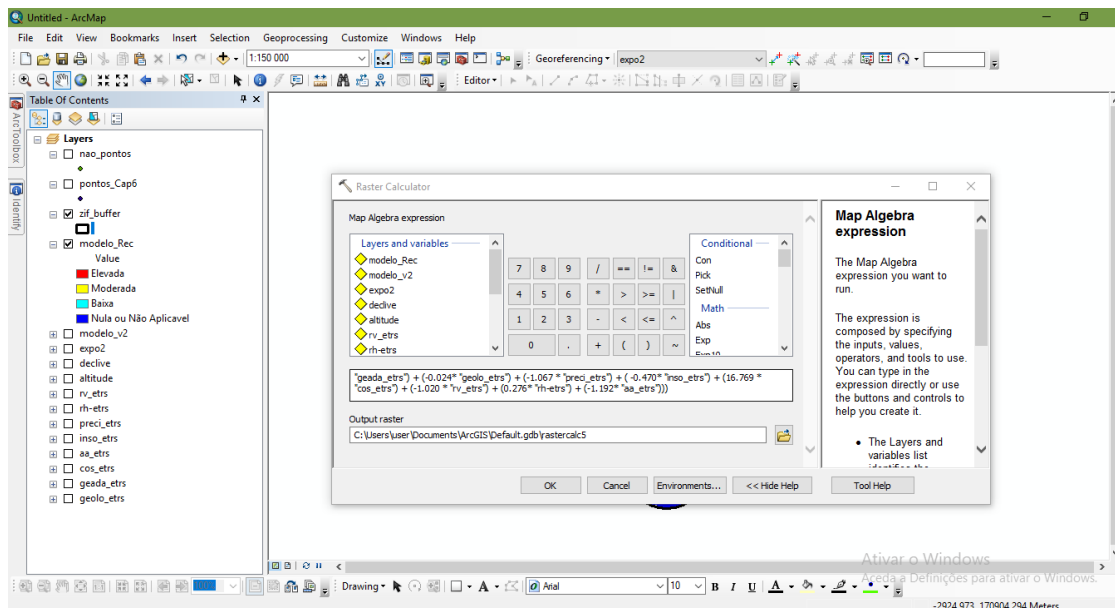 Untitled - ArcMap
File Edit View Bookmarks Insert Selection Geoprocessing Customize Windows Help
1:150 000
Georeferencing
expo2
Editor
Table Of Contents
ArcToolbox
Identify
Layers
nao_pontos
pontos_Cap6
zif_buffer
modelo_Rec
Value
Elevada
Moderada
Baixa
Nula ou Não Aplicavel
modelo_v2
expo2
declive
altitude
rv_etrs
rh-etrs
preci_etrs
inso_etrs
aa_etrs
cos_etrs
geada_etrs
geolo_etrs
Raster Calculator
Map Algebra expression
Layers and variables
modelo_Rec
modelo_v2
expo2
declive
altitude
rv_etrs
rh-etrs
7 8 9 / == != &
4 5 6 * > >= |
1 2 3 - < <= ^
0 . + ( ) ~
Conditional
Con
Pick
SetNull
Math
Abs
Exp
Exp10
"geada_etrs") + (-0.024* "geolo_etrs") + (-1.067 * "preci_etrs") + ( -0.470* "inso_etrs") + (16.769 *
"cos_etrs") + (-1.020 * "rv_etrs") + (0.276* "rh-etrs") + (-1.192* "aa_etrs")))
Output raster
C:\Users\user\Documents\ArcGIS\Default.gdb\rastercalc5
OK Cancel Environments... << Hide Help Tool Help
Map Algebra
expression
The Map Algebra
expression you want to
run.
The expression is
composed by specifying
the inputs, values,
operators, and tools to use.
You can type in the
expression directly or use
the buttons and controls to
help you create it.
• The Layers and
variables list
identifies the
Ativar o Windows
Aceda a Definições para ativar o Windows.
Drawing
A
Arial
10
B I U A
-2924,973 170904,294 Meters